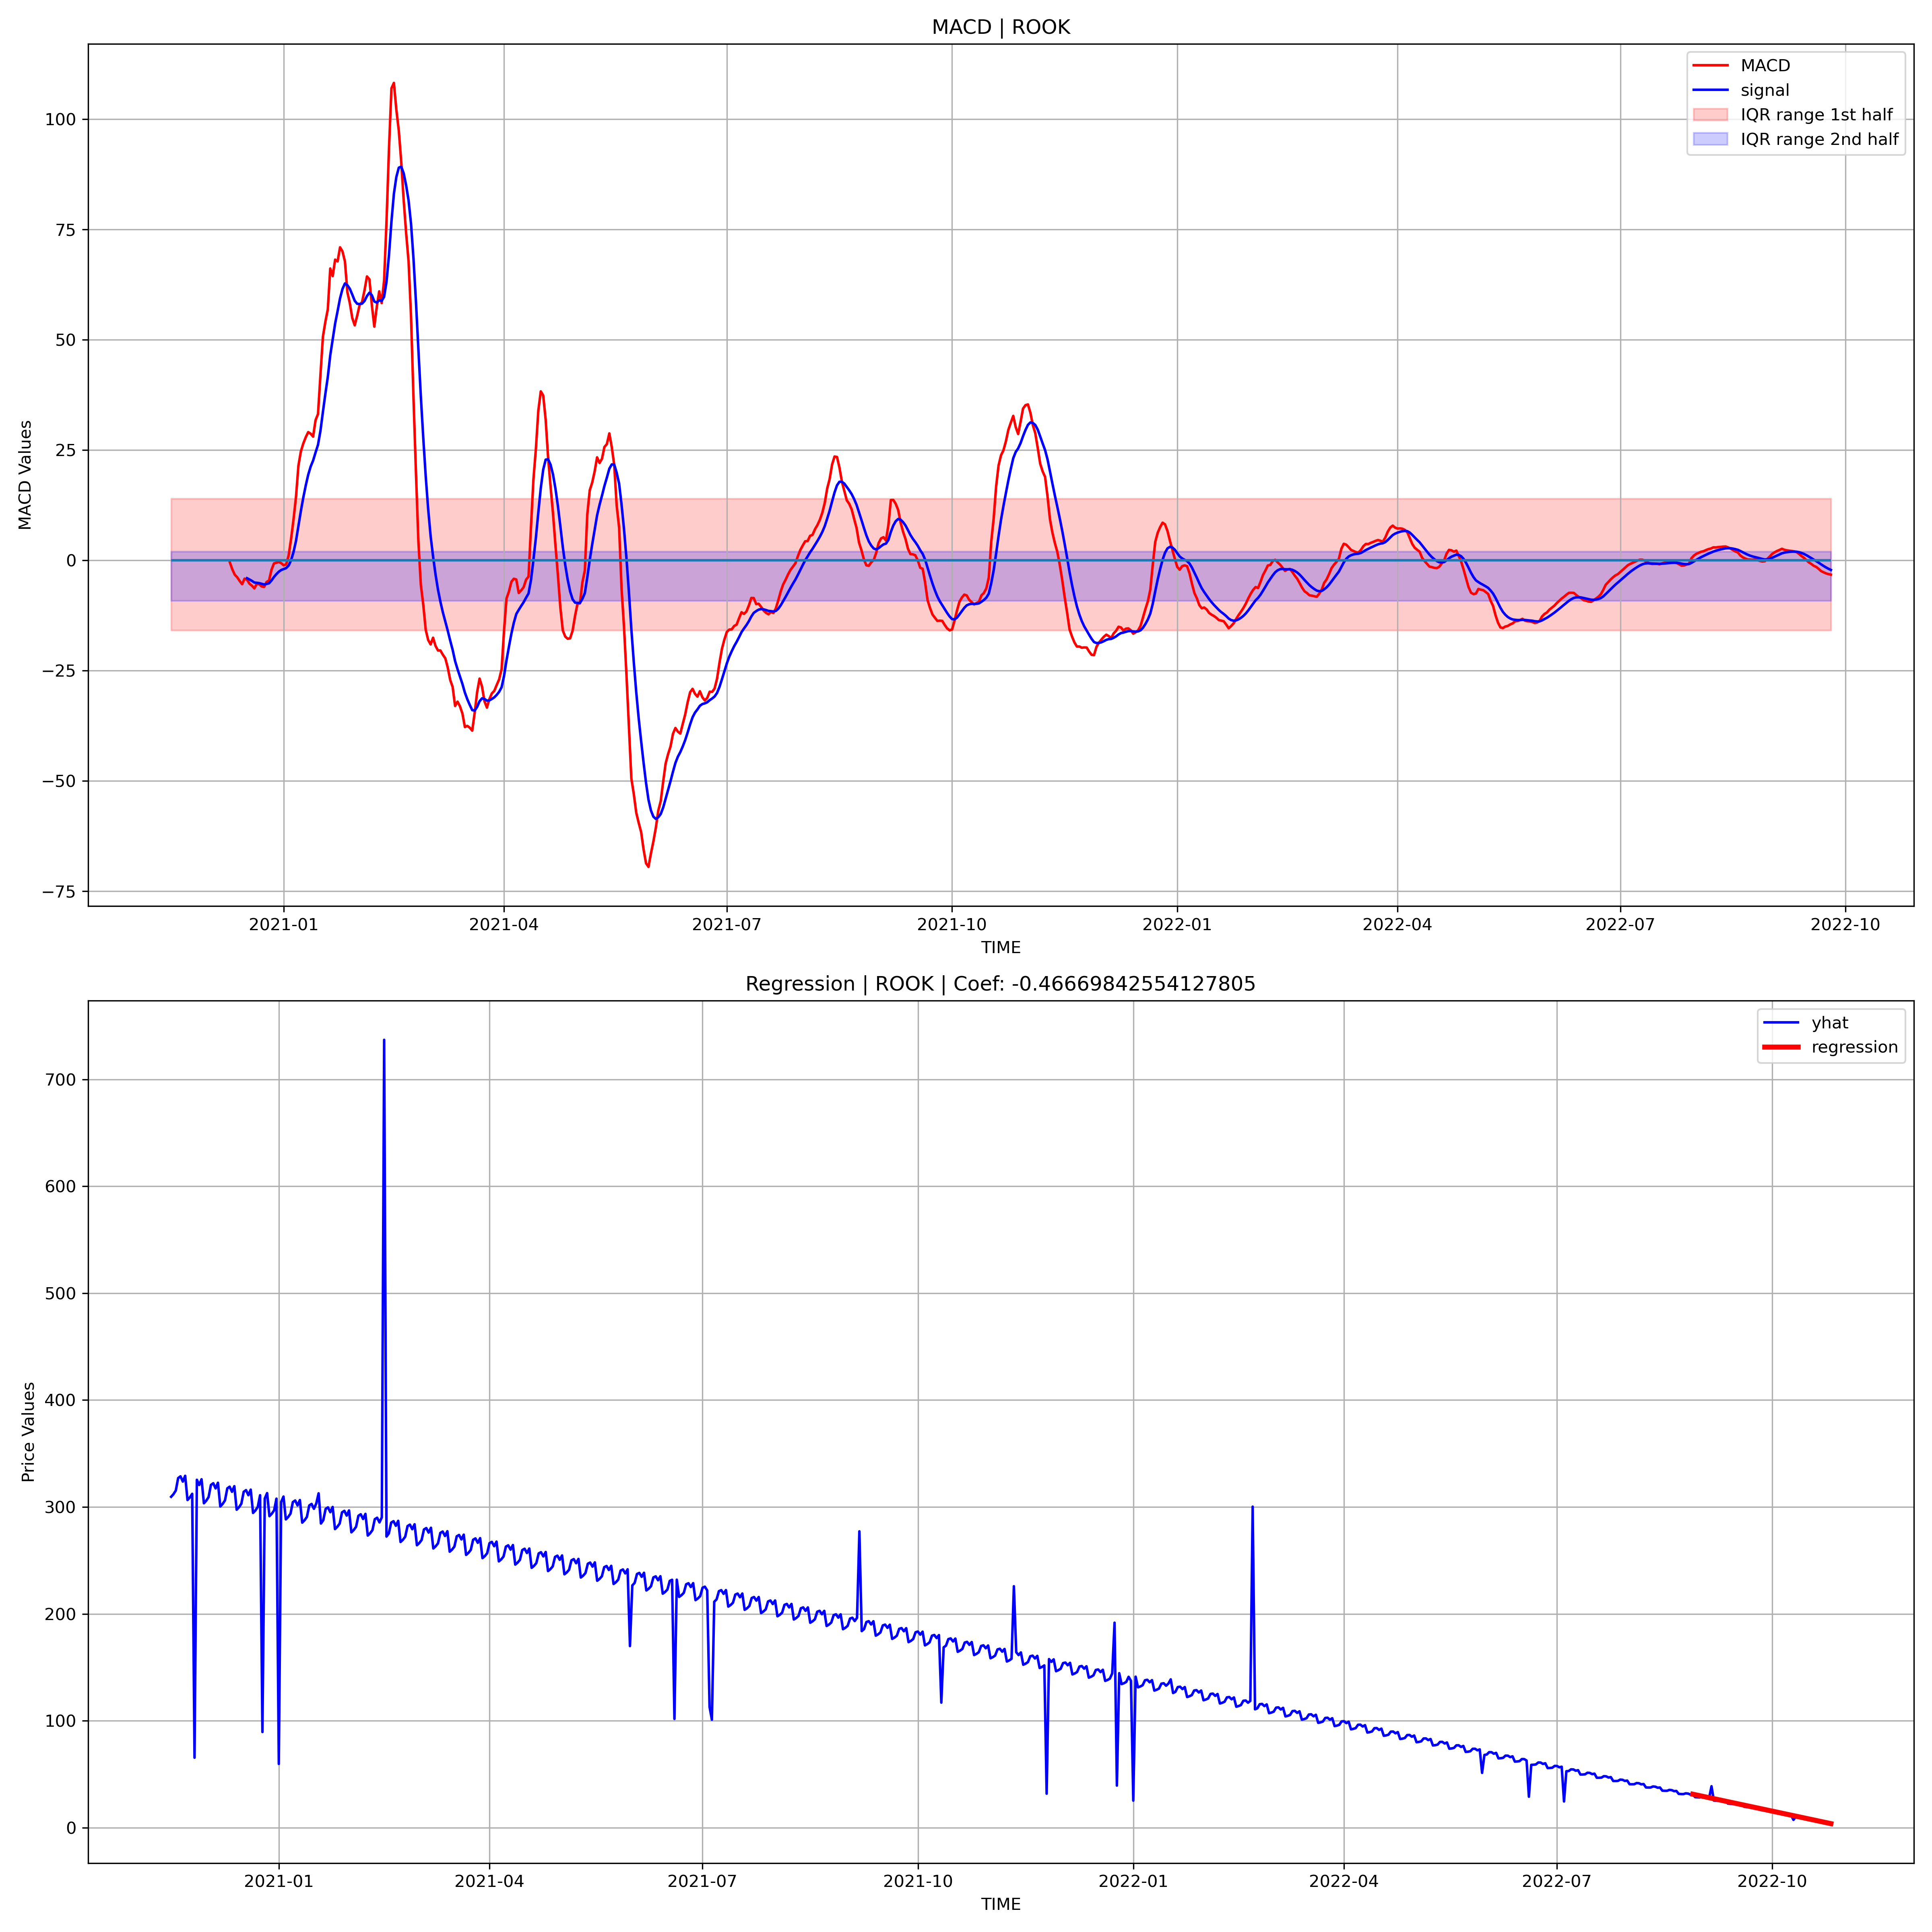 MACD | ROOK
MACD
signal
IQR range 1st half
IQR range 2nd half
100
75
50
25
0
−25
−50
−75
MACD Values
2021-01 2021-04 2021-07 2021-10 2022-01 2022-04 2022-07 2022-10
TIME
Regression | ROOK | Coef: -0.46669842554127805
yhat
regression
700
600
500
400
300
200
100
0
Price Values
2021-01 2021-04 2021-07 2021-10 2022-01 2022-04 2022-07 2022-10
TIME